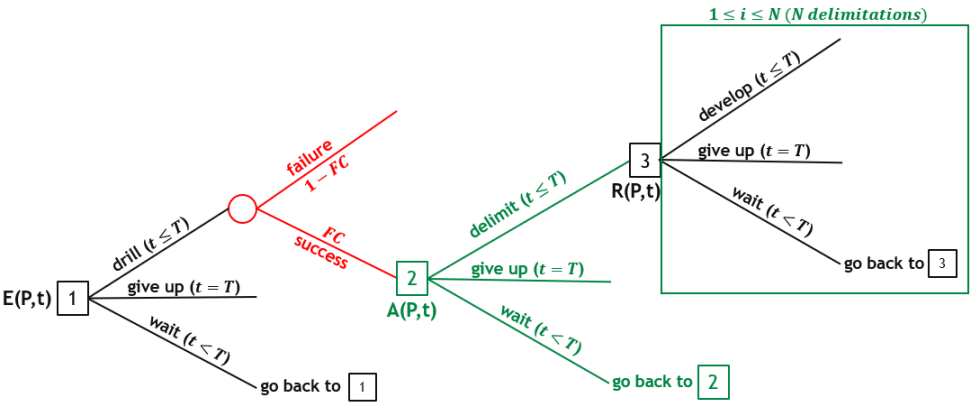 1 ≤ i ≤ N (N delimitations)
develop (t ≤ T)
give up (t = T)
wait (t < T)
go back to 3
3
R(P,t)
failure
1 − FC
FC
success
delimit (t ≤ T)
give up (t = T)
wait (t < T)
go back to 2
2
A(P,t)
drill (t ≤ T)
E(P,t) 1
give up (t = T)
wait (t < T)
go back to 1